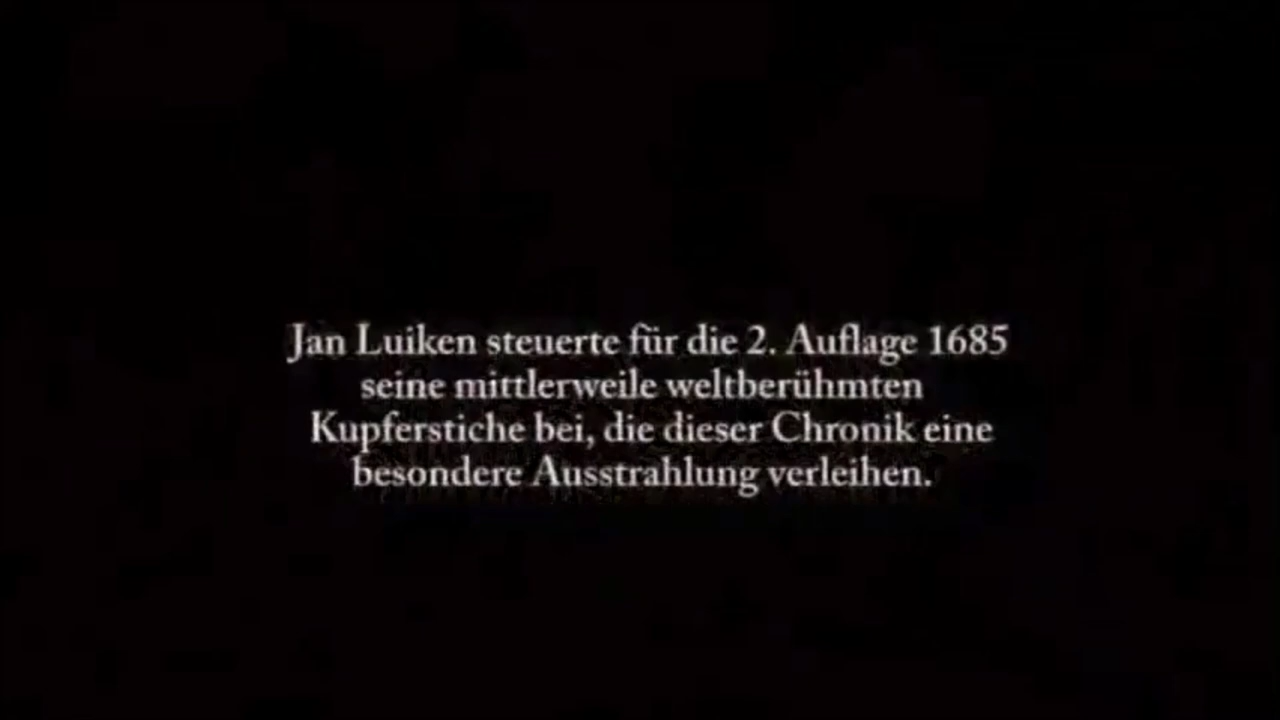 Jan Luiken steuerte für die 2. Auflage 1685
seine mittlerweile weltberühmten
Kupferstiche bei, die dieser Chronik eine
besondere Ausstrahlung verleihen.